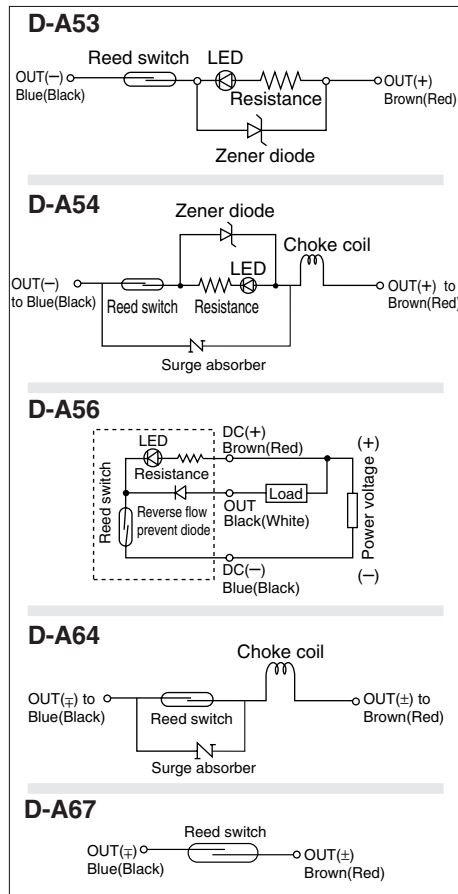 D-A53
Reed switch
LED
OUT(−)
Blue(Black)
Resistance
OUT(+)
Brown(Red)
Zener diode
D-A54
Zener diode
Choke coil
LED
OUT(−)
to Blue(Black)
Reed switch
Resistance
OUT(+) to
Brown(Red)
Surge absorber
D-A56
DC(+)
Brown(Red)
(+)
LED
Resistance
Reed switch
Reverse flow
prevent diode
OUT
Black(White)
Load
Power voltage
DC(−)
Blue(Black)
(−)
D-A64
Choke coil
OUT(∓) to
Blue(Black)
Reed switch
OUT(±) to
Brown(Red)
Surge absorber
D-A67
Reed switch
OUT(∓)
Blue(Black)
OUT(±)
Brown(Red)